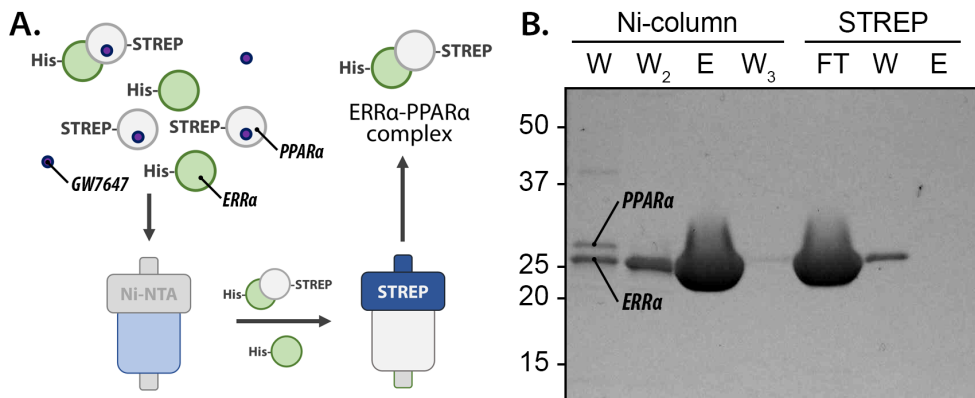 A.
-STREP
His-
His-
STREP-
STREP-
PPARα
His-
GW7647
ERRα
Ni-NTA
-STREP
His-
His-
-STREP
His-
ERRα-PPARα
complex
STREP
B.
Ni-column STREP
W W2 E W3 FT W E
50
37
25
20
15
PPARα
ERRα